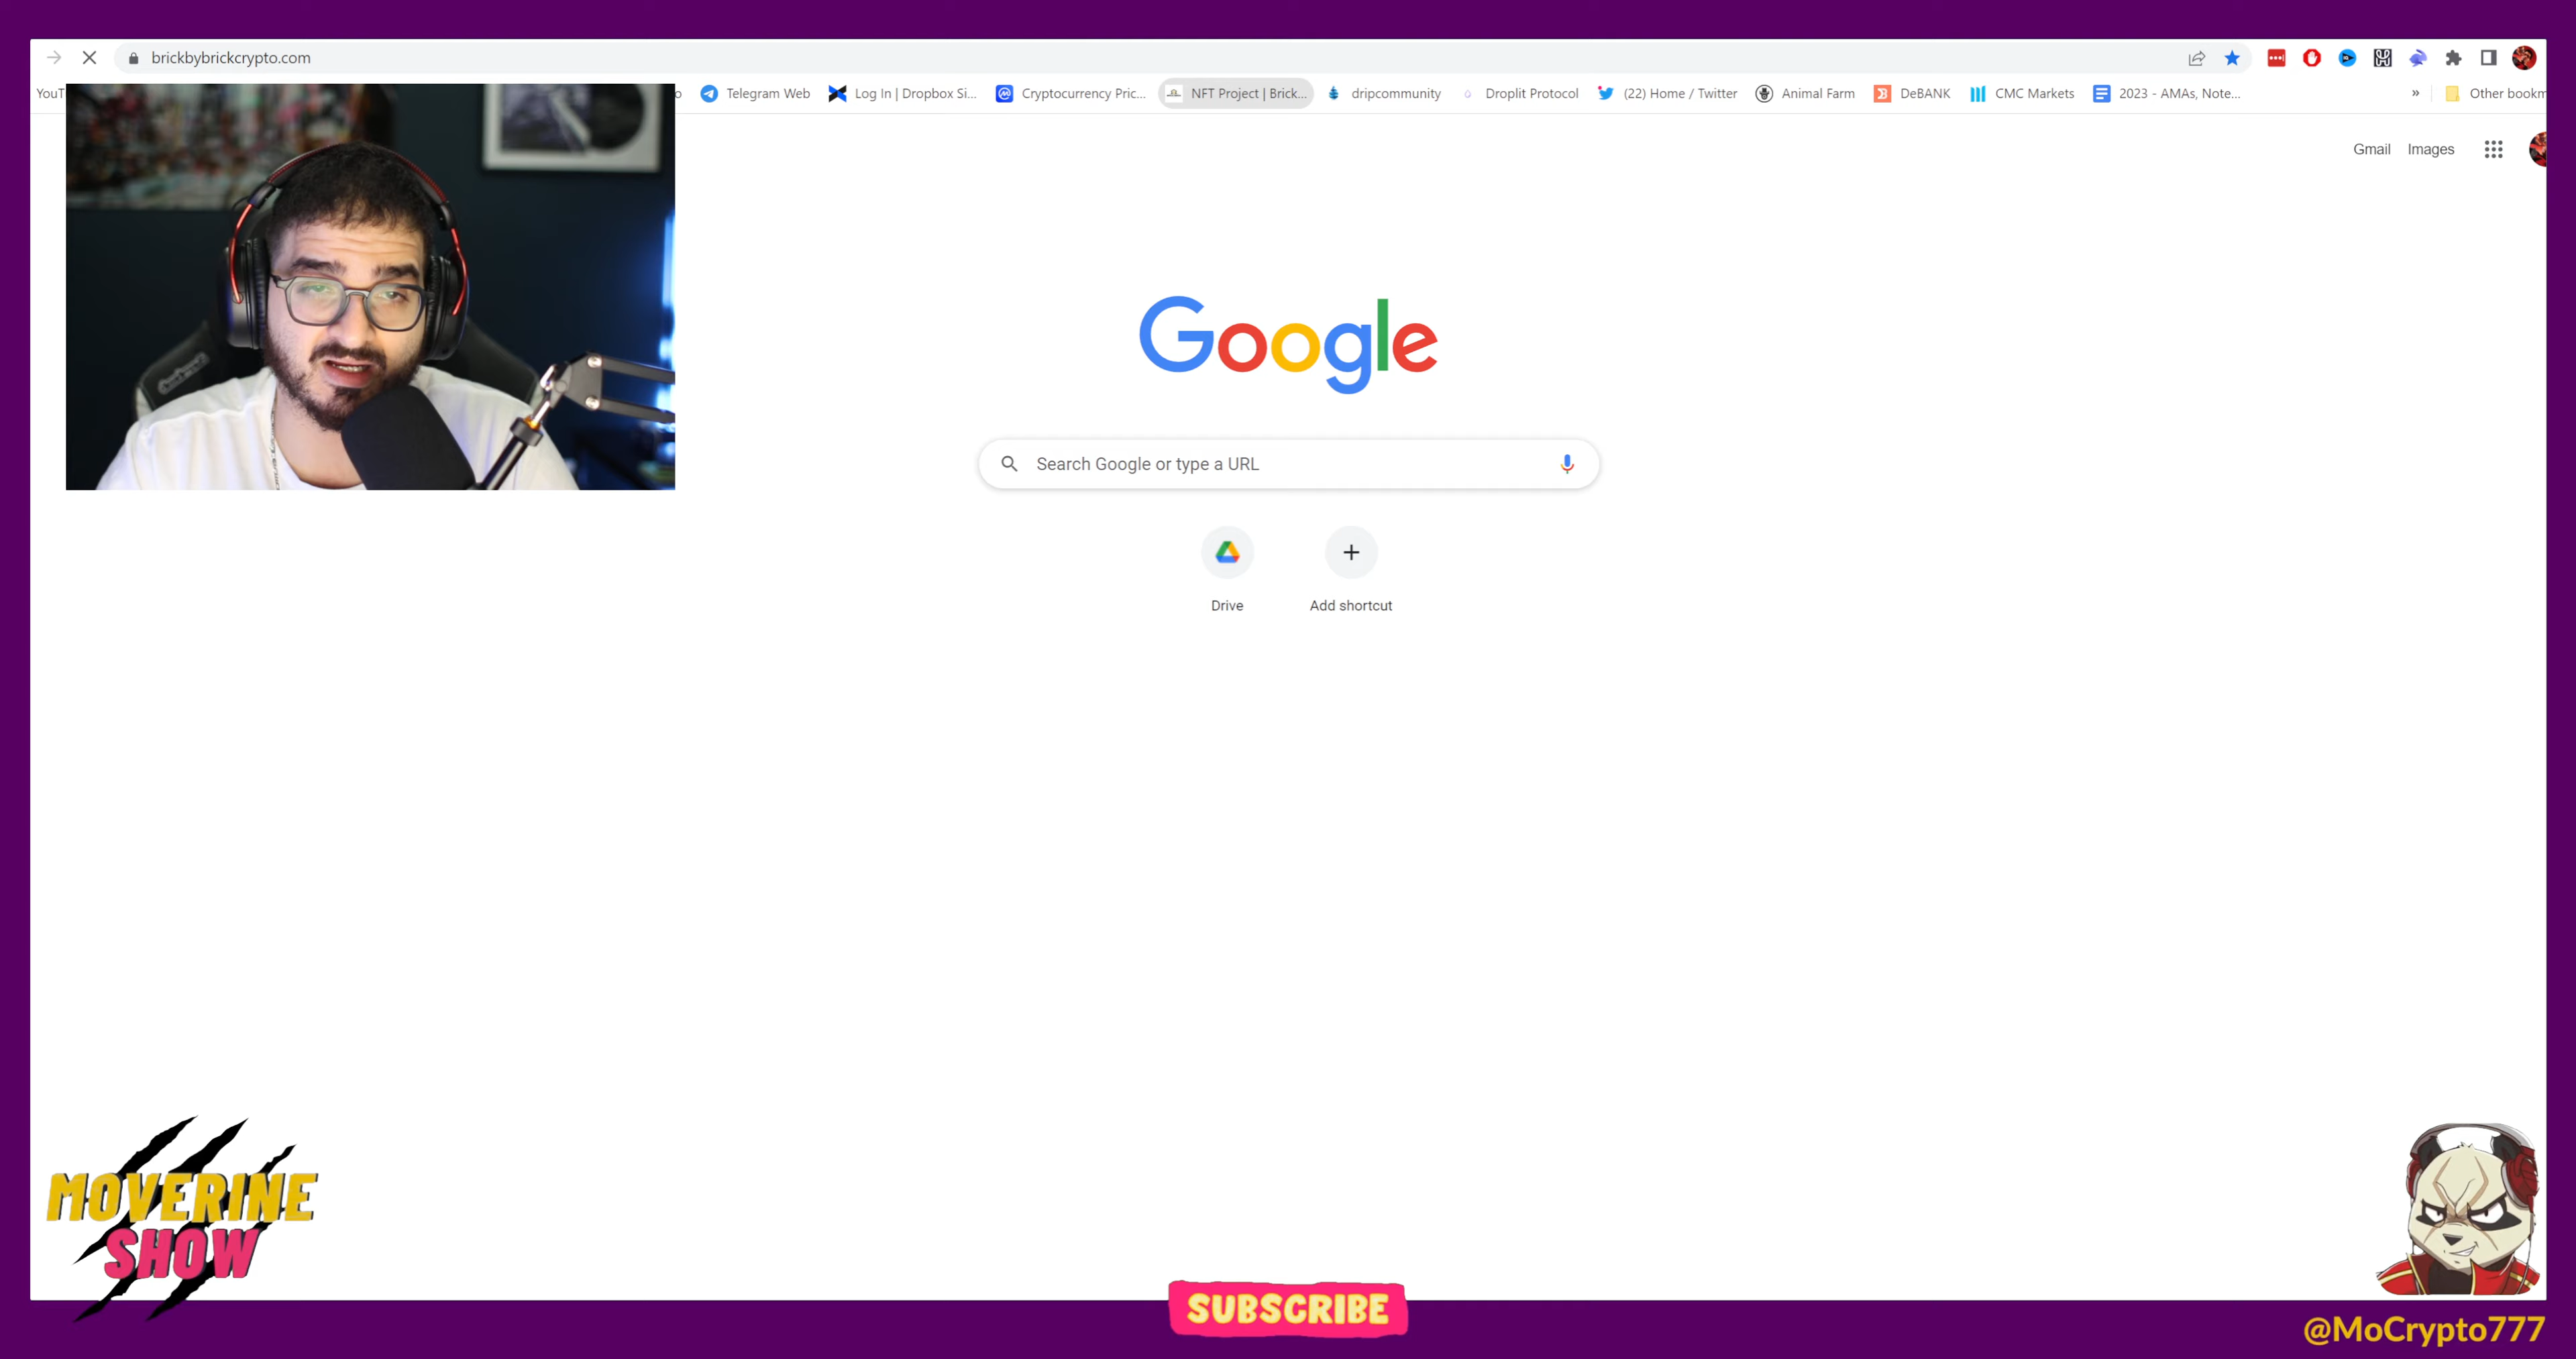 brickbybrickcrypto.com
YouT
o
Telegram Web
Log In | Dropbox Si...
Cryptocurrency Pric...
NFT Project | Brick...
dripcommunity
Droplit Protocol
(22) Home / Twitter
Animal Farm
DeBANK
CMC Markets
2023 - AMAs, Note...
»
Other bookm
Gmail
Images
Google
Search Google or type a URL
Drive
Add shortcut
MOVERINE
SHOW
SUBSCRIBE
@MoCrypto777